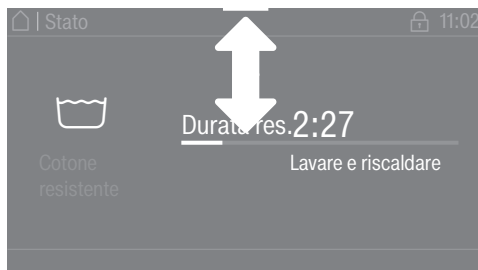 | Stato
11:02
Durata res.2:27
Lavare e riscaldare
Cotone
resistente